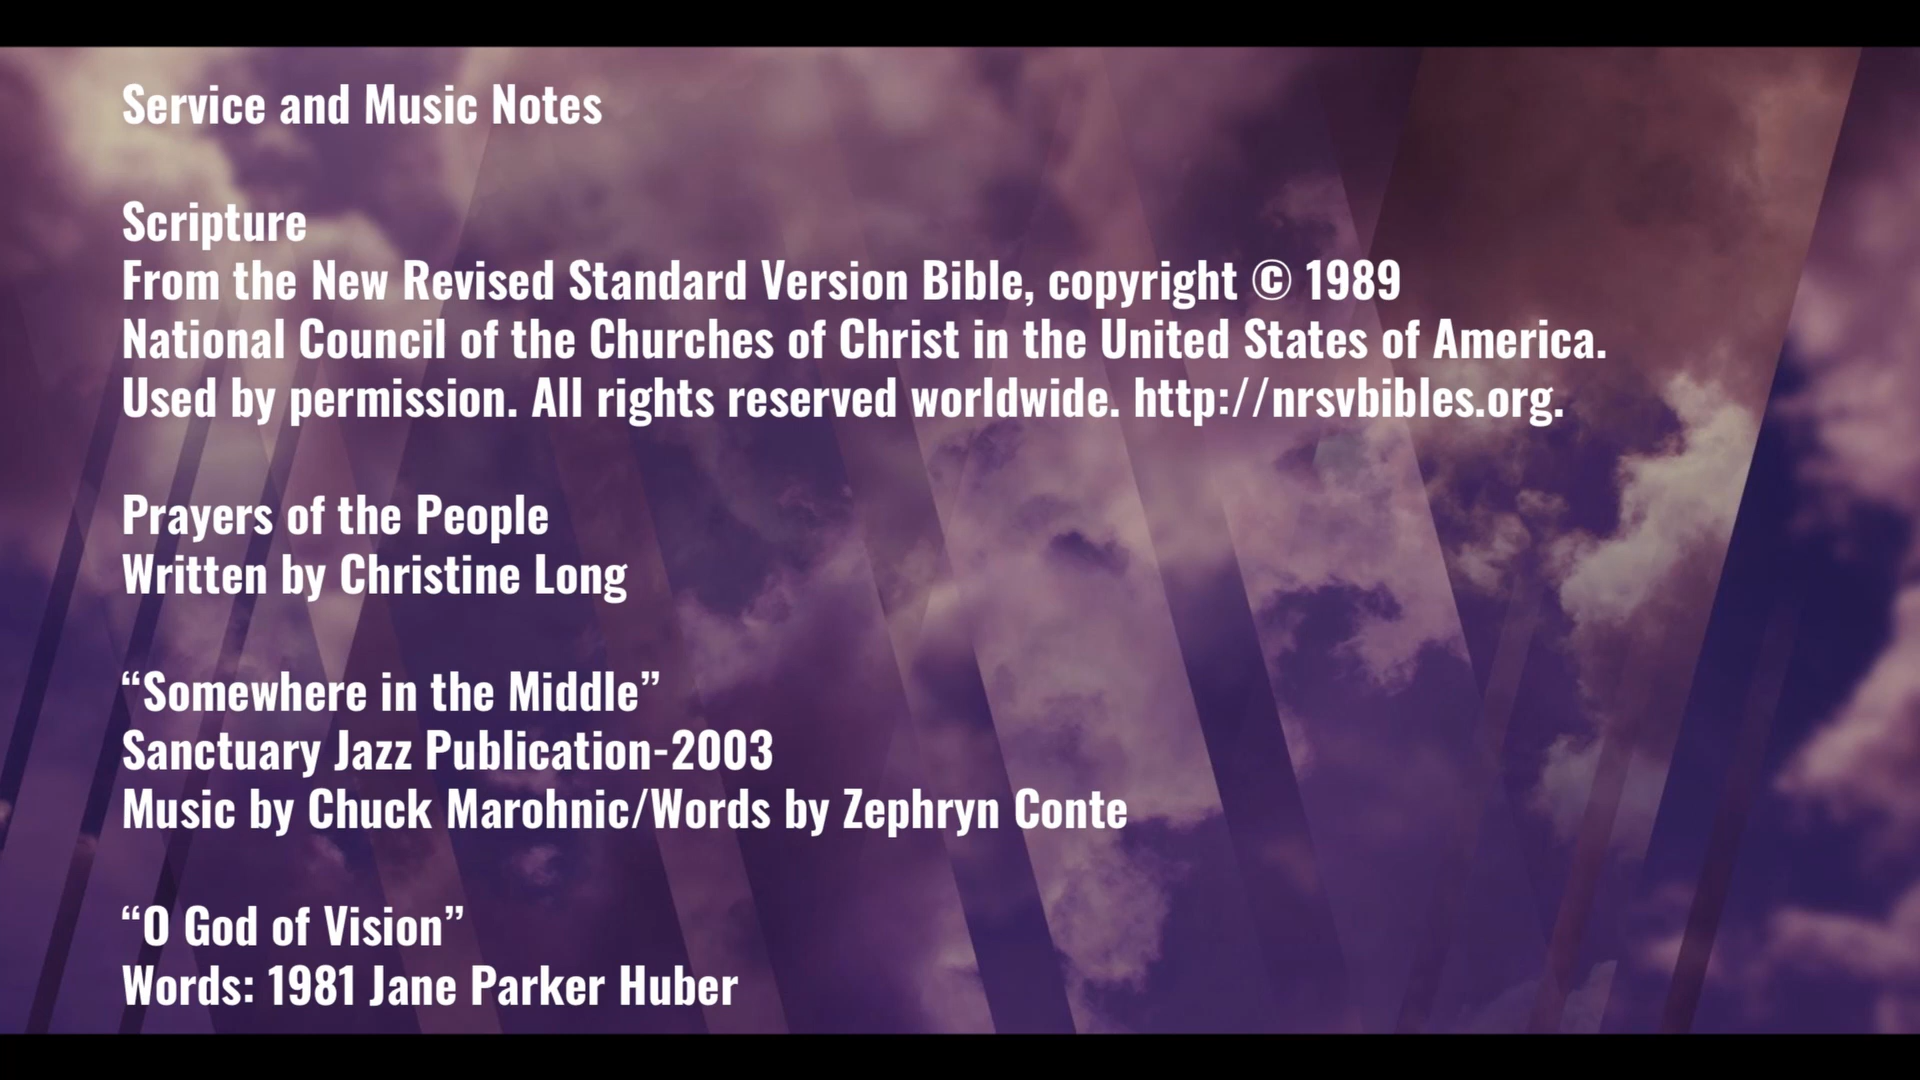 Service and Music Notes
Scripture
From the New Revised Standard Version Bible, copyright © 1989
National Council of the Churches of Christ in the United States of America.
Used by permission. All rights reserved worldwide. http://nrsvbibles.org.
Prayers of the People
Written by Christine Long
“Somewhere in the Middle”
Sanctuary Jazz Publication-2003
Music by Chuck Marohnic/Words by Zephryn Conte
“O God of Vision”
Words: 1981 Jane Parker Huber